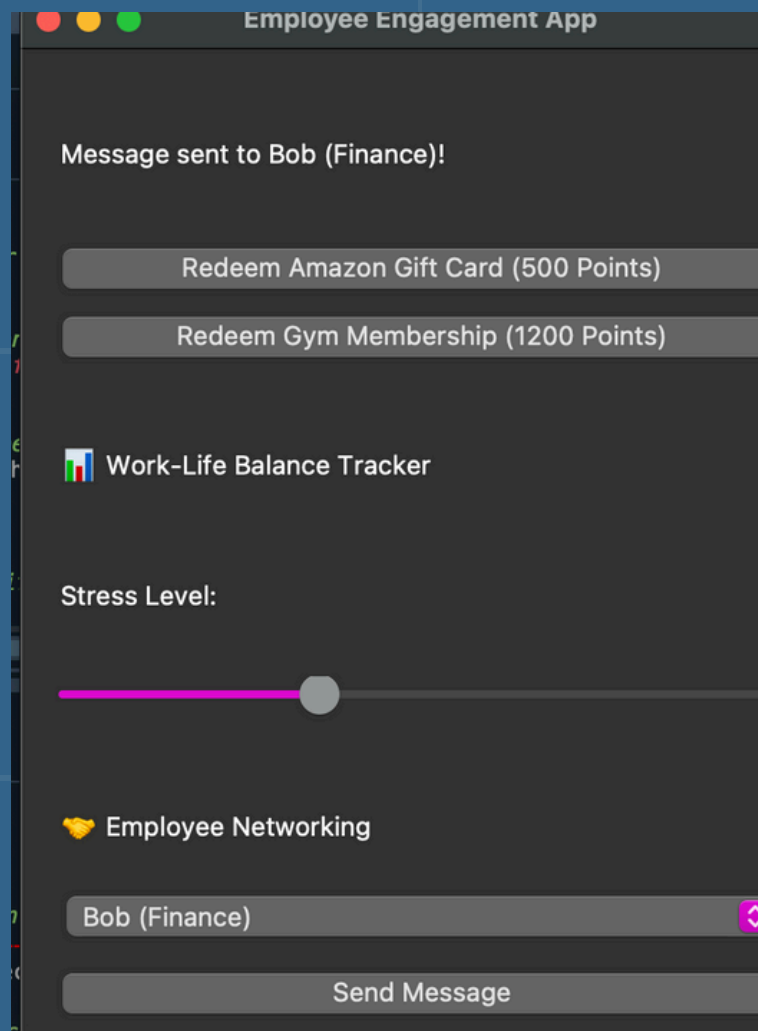 Employee Engagement App
Message sent to Bob (Finance)!
Redeem Amazon Gift Card (500 Points)
Redeem Gym Membership (1200 Points)
📊 Work-Life Balance Tracker
Stress Level:
🤝 Employee Networking
Bob (Finance)
Send Message